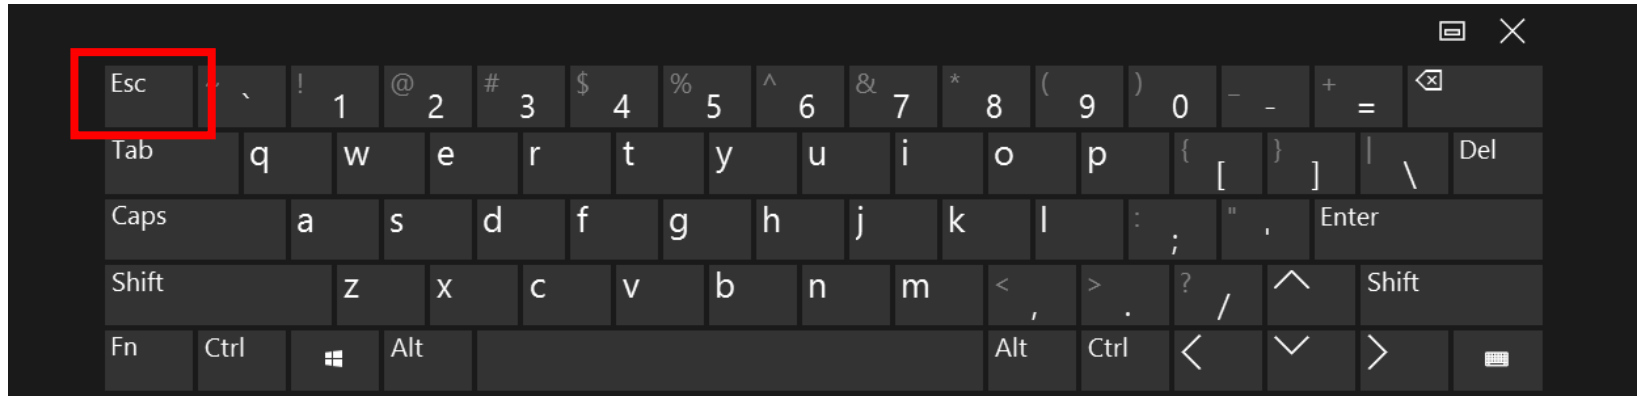 Esc ~ ` ! 1 @ 2 # 3 $ 4 % 5 ^ 6 & 7 * 8 ( 9 ) 0 _ - + =
Tab q w e r t y u i o p { [ } ] | \ Del
Caps a s d f g h j k l : ; " ' Enter
Shift z x c v b n m < , > . ? / Shift
Fn Ctrl Alt Alt Ctrl